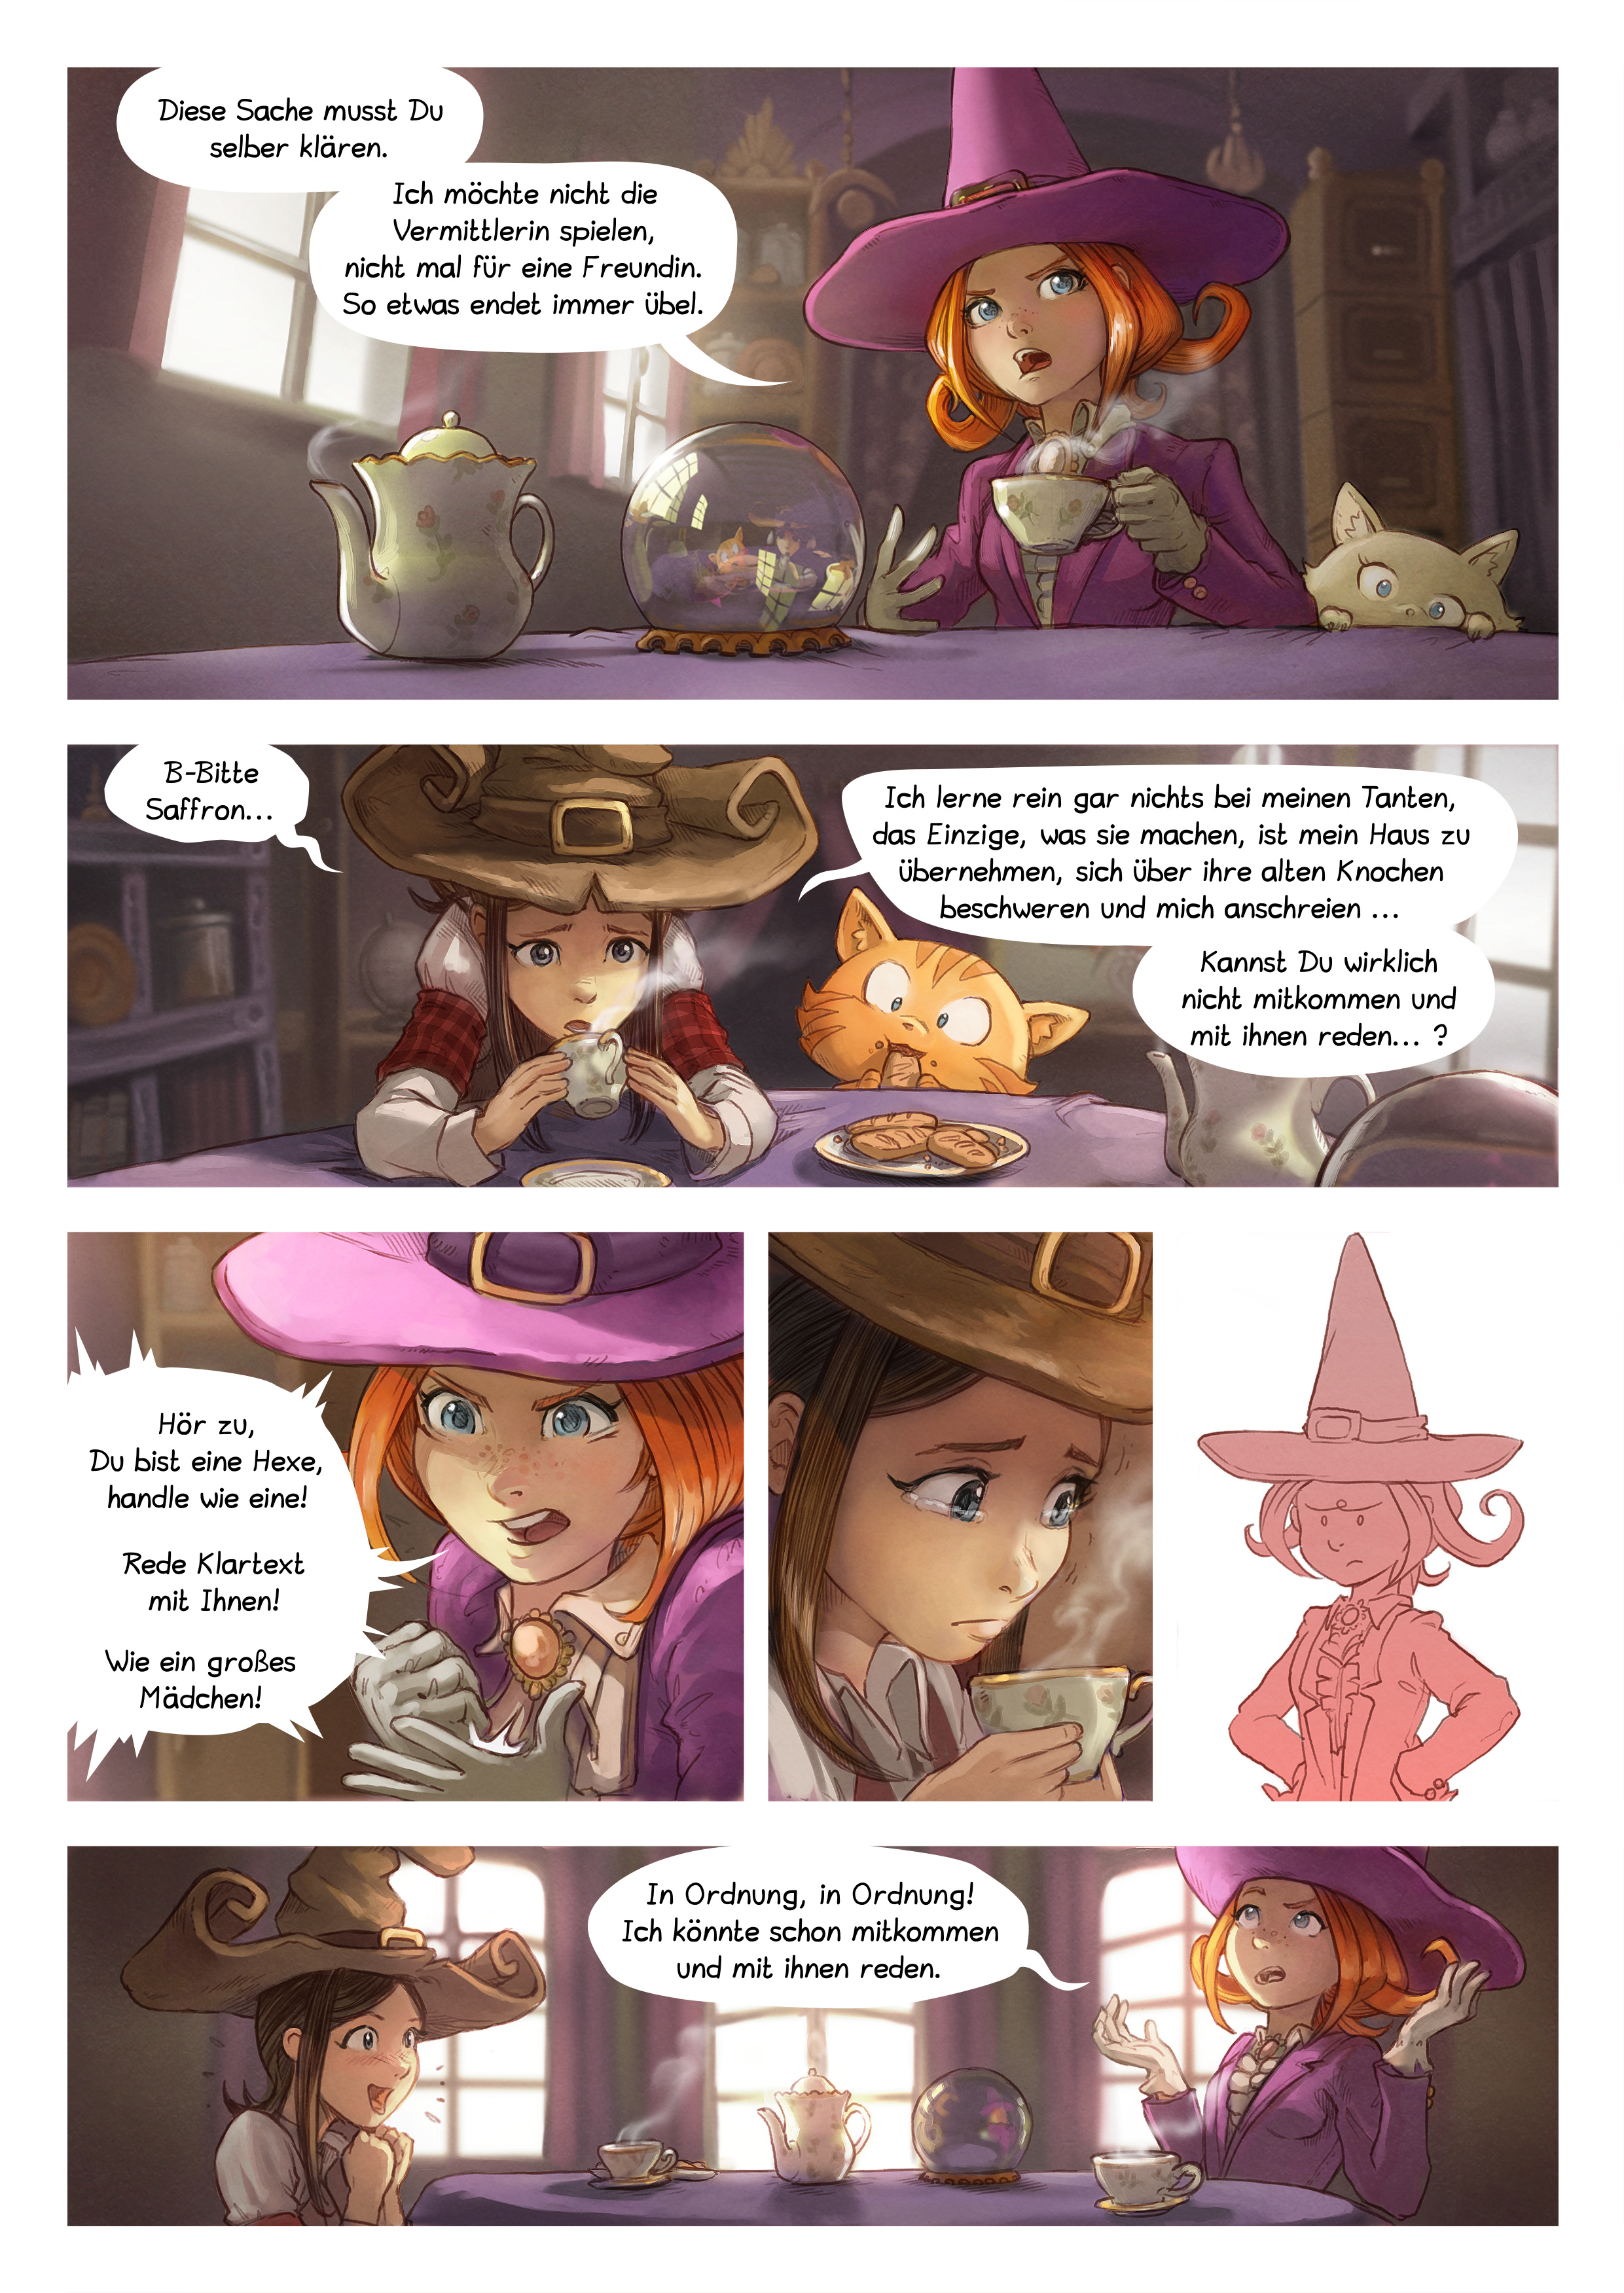 Diese Sache musst Du
selber klären.
Ich möchte nicht die
Vermittlerin spielen,
nicht mal für eine Freundin.
So etwas endet immer übel.
B-Bitte
Saffron...
Ich lerne rein gar nichts bei meinen Tanten,
das Einzige, was sie machen, ist mein Haus zu
übernehmen, sich über ihre alten Knochen
beschweren und mich anschreien ...
Kannst Du wirklich
nicht mitkommen und
mit ihnen reden... ?
Hör zu,
Du bist eine Hexe,
handle wie eine!
Rede Klartext
mit Ihnen!
Wie ein großes
Mädchen!
In Ordnung, in Ordnung!
Ich könnte schon mitkommen
und mit ihnen reden.